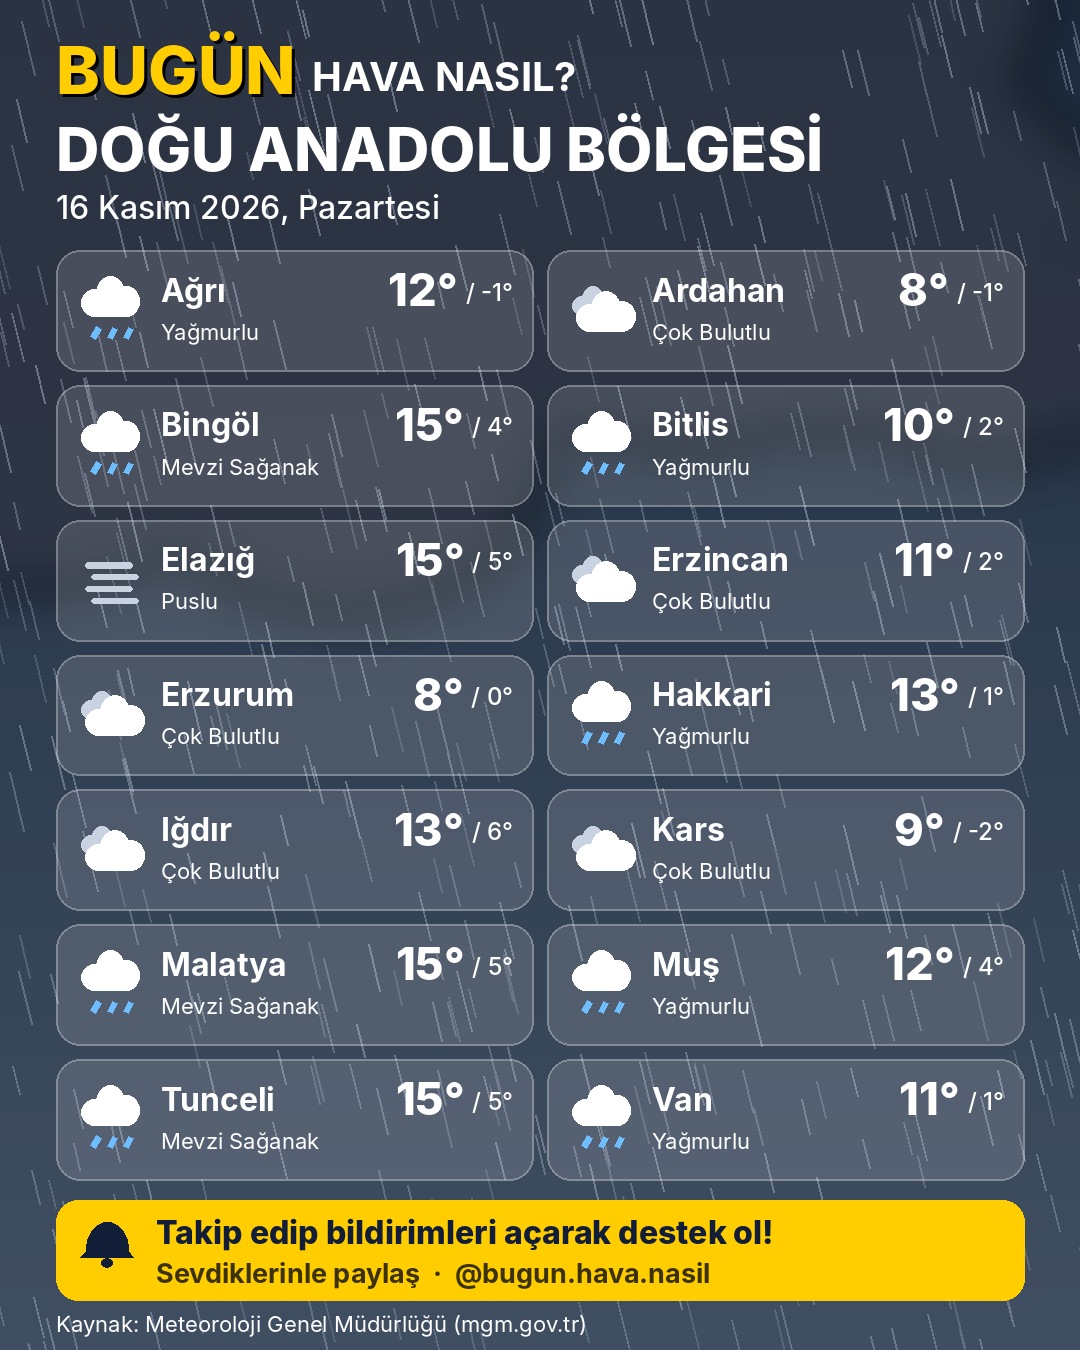 BUGÜN HAVA NASIL?
DOĞU ANADOLU BÖLGESİ
16 Kasım 2026, Pazartesi
Ağrı 12° / -1°
Yağmurlu
Ardahan 8° / -1°
Çok Bulutlu
Bingöl 15° / 4°
Mevzi Sağanak
Bitlis 10° / 2°
Yağmurlu
Elazığ 15° / 5°
Puslu
Erzincan 11° / 2°
Çok Bulutlu
Erzurum 8° / 0°
Çok Bulutlu
Hakkari 13° / 1°
Yağmurlu
Iğdır 13° / 6°
Çok Bulutlu
Kars 9° / -2°
Çok Bulutlu
Malatya 15° / 5°
Mevzi Sağanak
Muş 12° / 4°
Yağmurlu
Tunceli 15° / 5°
Mevzi Sağanak
Van 11° / 1°
Yağmurlu
Takip edip bildirimleri açarak destek ol!
Sevdiklerinle paylaş · @bugun.hava.nasil
Kaynak: Meteoroloji Genel Müdürlüğü (mgm.gov.tr)